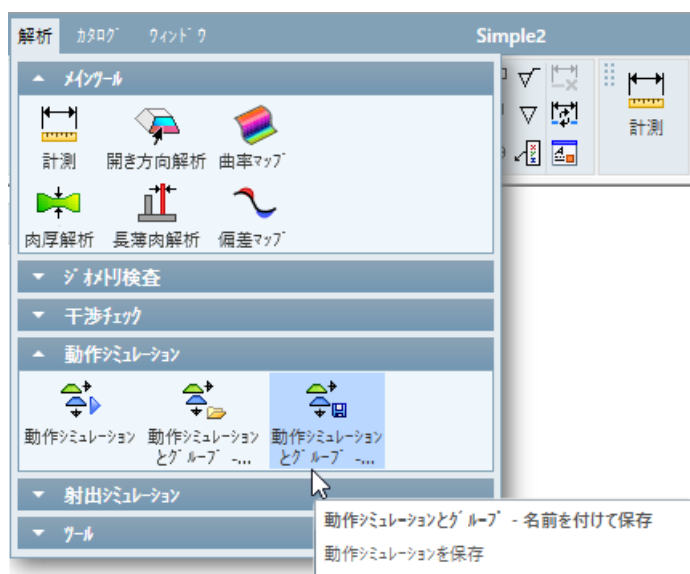 解析 ｶﾀﾛｸﾞ ｳｨﾝﾄﾞｳ Simple2
ﾒｲﾝﾂｰﾙ
計測 開き方向解析 曲率ﾏｯﾌﾟ
計測
肉厚解析 長薄肉解析 偏差ﾏｯﾌﾟ
ｼﾞｵﾒﾄﾘ検査
干渉ﾁｪｯｸ
動作ｼﾐｭﾚｰｼｮﾝ
動作ｼﾐｭﾚｰｼｮﾝ 動作ｼﾐｭﾚｰｼｮﾝ 動作ｼﾐｭﾚｰｼｮﾝ
とｸﾞﾙｰﾌﾟ -... とｸﾞﾙｰﾌﾟ -...
射出ｼﾐｭﾚｰｼｮﾝ
ﾂｰﾙ
動作ｼﾐｭﾚｰｼｮﾝとｸﾞﾙｰﾌﾟ - 名前を付けて保存
動作ｼﾐｭﾚｰｼｮﾝを保存